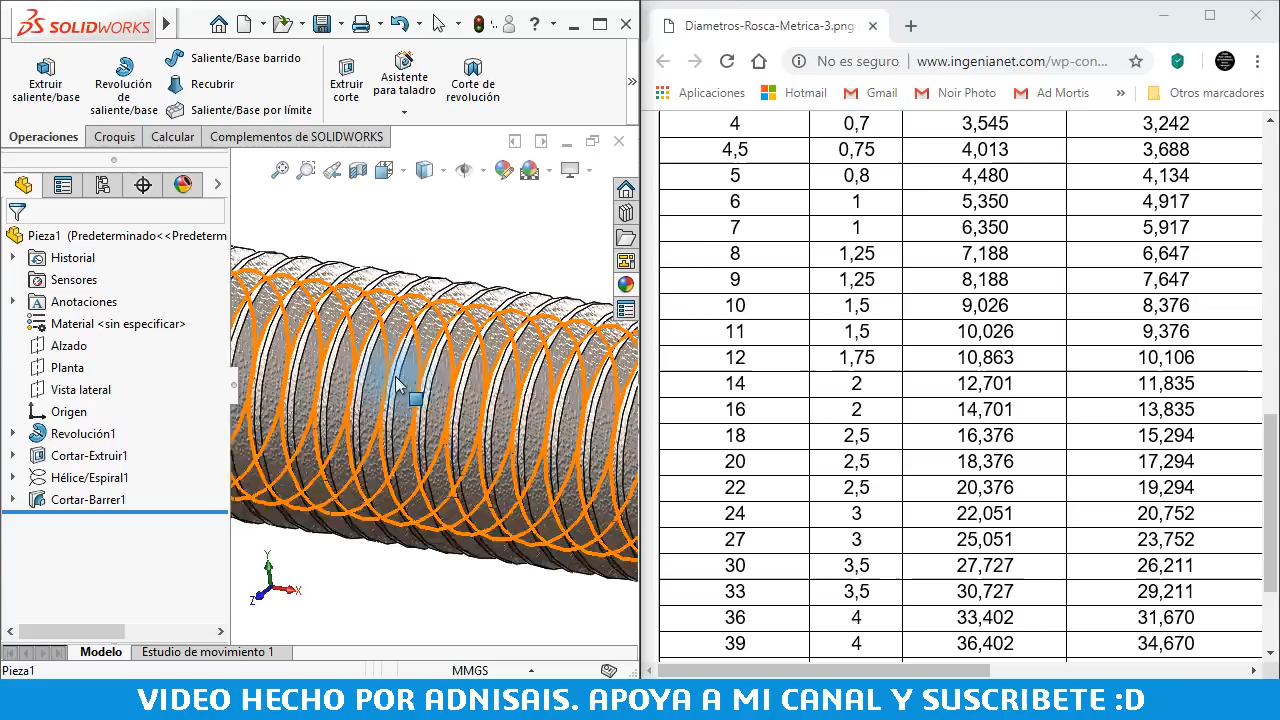 SOLIDWORKS
Extruir saliente/base
Revolución de saliente/base
Saliente/Base barrido
Recubrir
Saliente/Base por límite
Extruir corte
Asistente para taladro
Corte de revolución
Operaciones
Croquis
Calcular
Complementos de SOLIDWORKS
Pieza1 (Predeterminado<<Predeterm
Historial
Sensores
Anotaciones
Material <sin especificar>
Alzado
Planta
Vista lateral
Origen
Revolución1
Cortar-Extruir1
Hélice/Espiral1
Cortar-Barrer1
Y
X
Z
Modelo
Estudio de movimiento 1
Pieza1
MMGS
Diametros-Rosca-Metrica-3.png
No es seguro
www.ingenianet.com/wp-con...
Aplicaciones
Hotmail
Gmail
Noir Photo
Ad Mortis
»
Otros marcadores
4 0,7 3,545 3,242
4,5 0,75 4,013 3,688
5 0,8 4,480 4,134
6 1 5,350 4,917
7 1 6,350 5,917
8 1,25 7,188 6,647
9 1,25 8,188 7,647
10 1,5 9,026 8,376
11 1,5 10,026 9,376
12 1,75 10,863 10,106
14 2 12,701 11,835
16 2 14,701 13,835
18 2,5 16,376 15,294
20 2,5 18,376 17,294
22 2,5 20,376 19,294
24 3 22,051 20,752
27 3 25,051 23,752
30 3,5 27,727 26,211
33 3,5 30,727 29,211
36 4 33,402 31,670
39 4 36,402 34,670
VIDEO HECHO POR ADNISAIS. APOYA A MI CANAL Y SUSCRIBETE :D